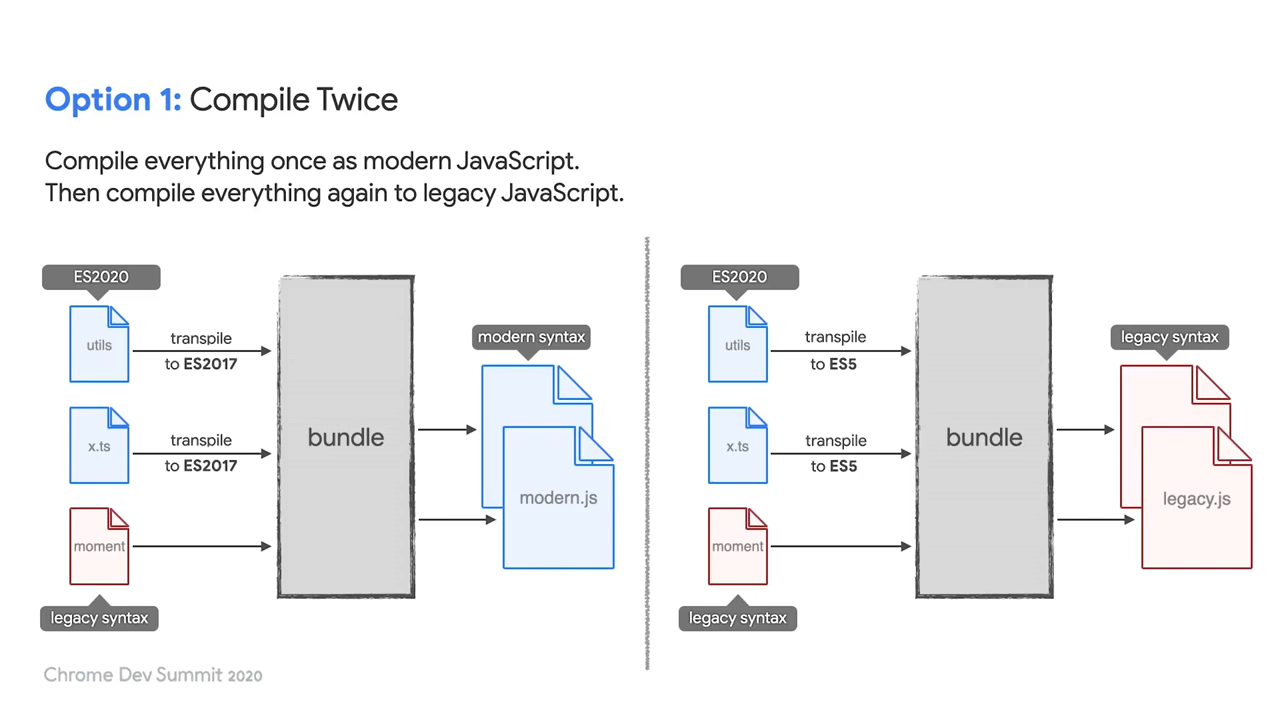 Option 1: Compile Twice
Compile everything once as modern JavaScript.
Then compile everything again to legacy JavaScript.
ES2020
utils
transpile
to ES2017
x.ts
transpile
to ES2017
moment
legacy syntax
bundle
modern syntax
modern.js
ES2020
utils
transpile
to ES5
x.ts
transpile
to ES5
moment
legacy syntax
bundle
legacy syntax
legacy.js
Chrome Dev Summit 2020